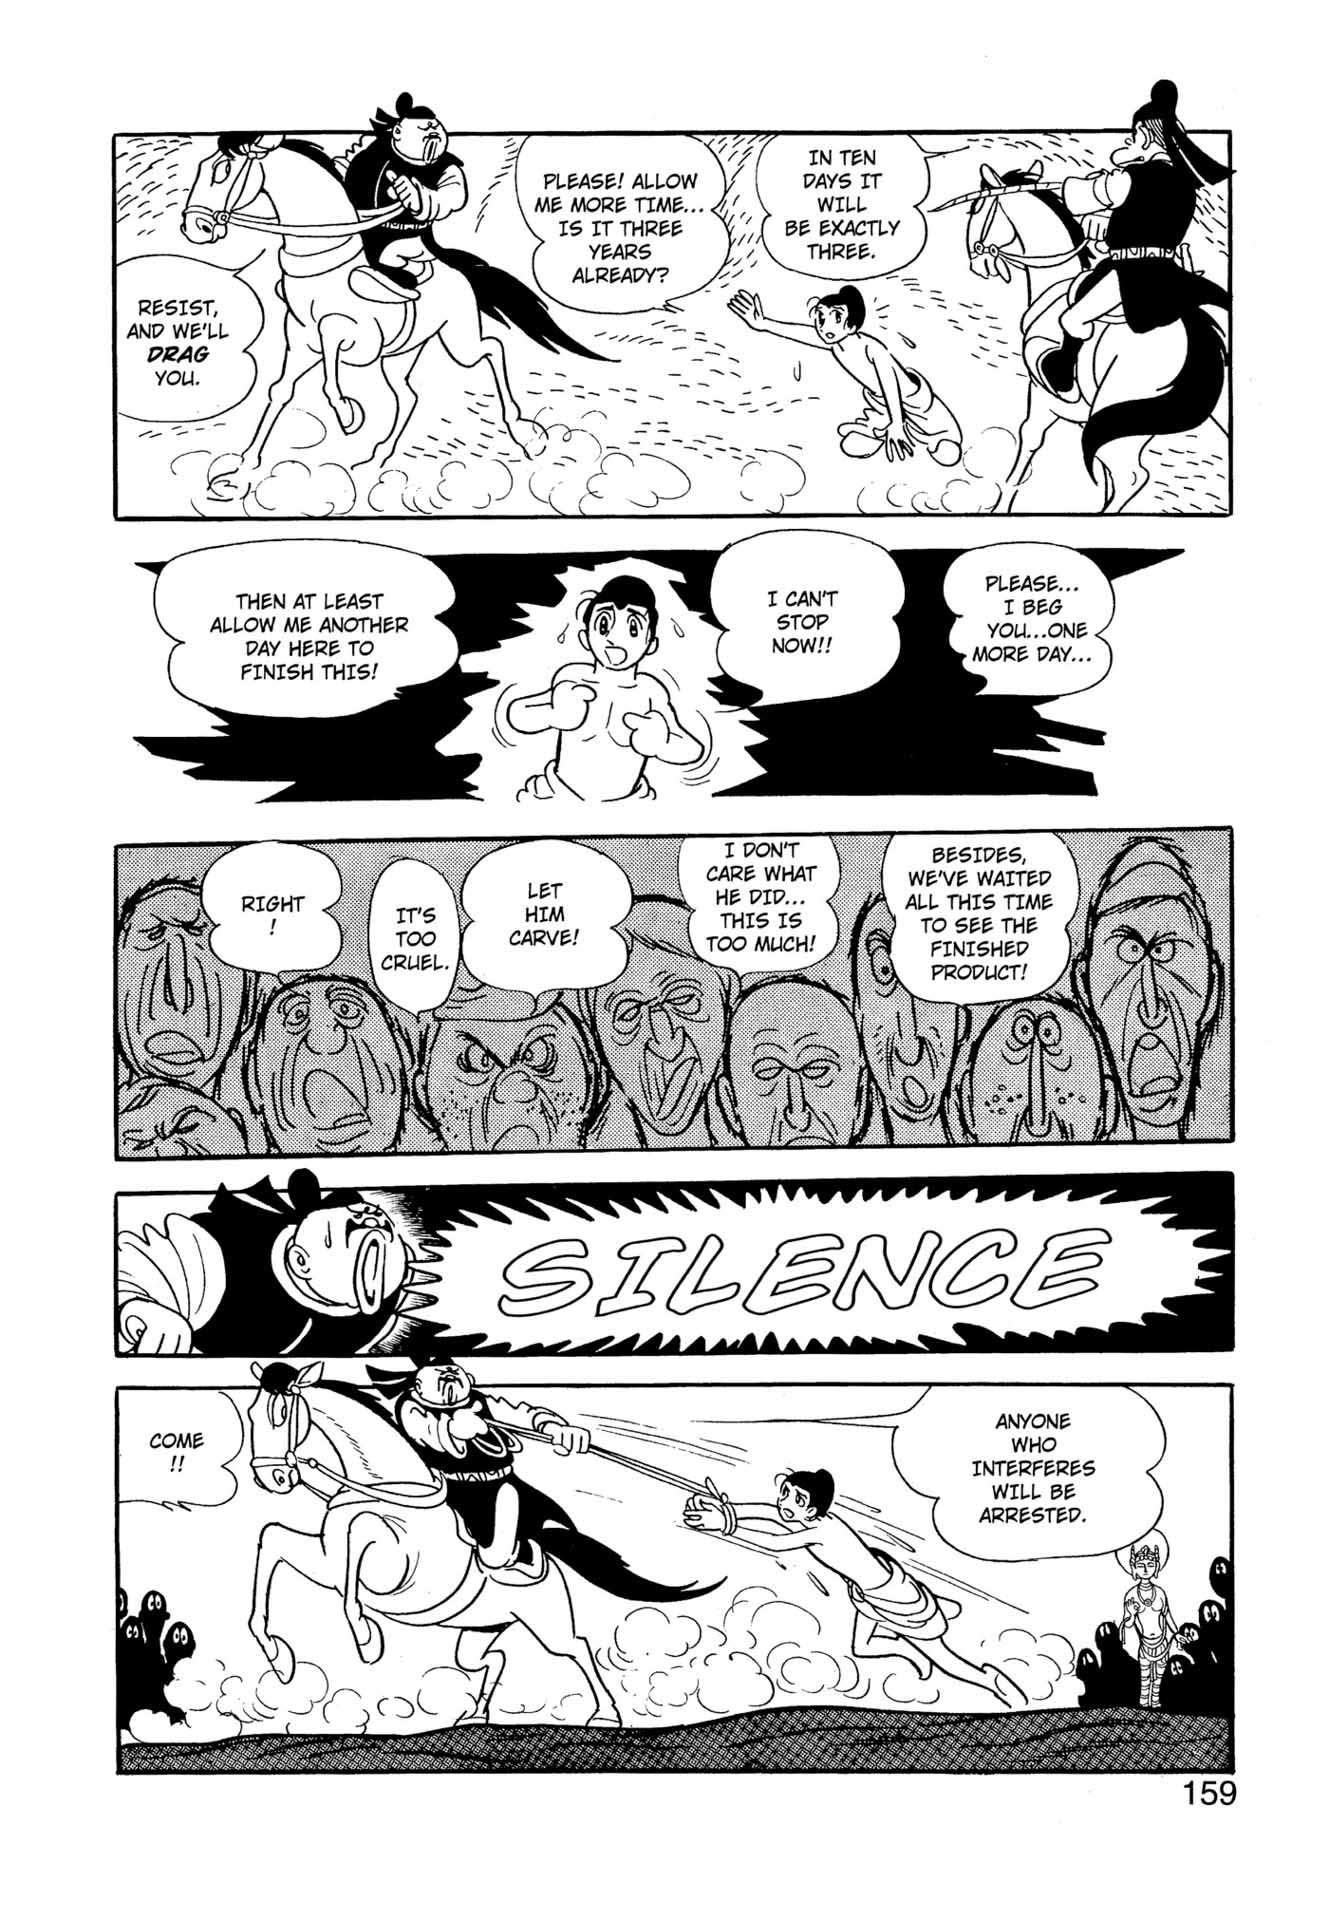 IN TEN
DAYS IT
WILL
BE EXACTLY
THREE.
PLEASE! ALLOW
ME MORE TIME...
IS IT THREE
YEARS
ALREADY?
RESIST,
AND WE'LL
DRAG
YOU.
THEN AT LEAST
ALLOW ME ANOTHER
DAY HERE TO
FINISH THIS!
I CAN'T
STOP
NOW!!
PLEASE...
I BEG
YOU...ONE
MORE DAY...
RIGHT
!
IT'S
TOO
CRUEL.
LET
HIM
CARVE!
I DON'T
CARE WHAT
HE DID...
THIS IS
TOO MUCH!
BESIDES,
WE'VE WAITED
ALL THIS TIME
TO SEE THE
FINISHED
PRODUCT!
SILENCE
COME
!!
ANYONE
WHO
INTERFERES
WILL BE
ARRESTED.
159